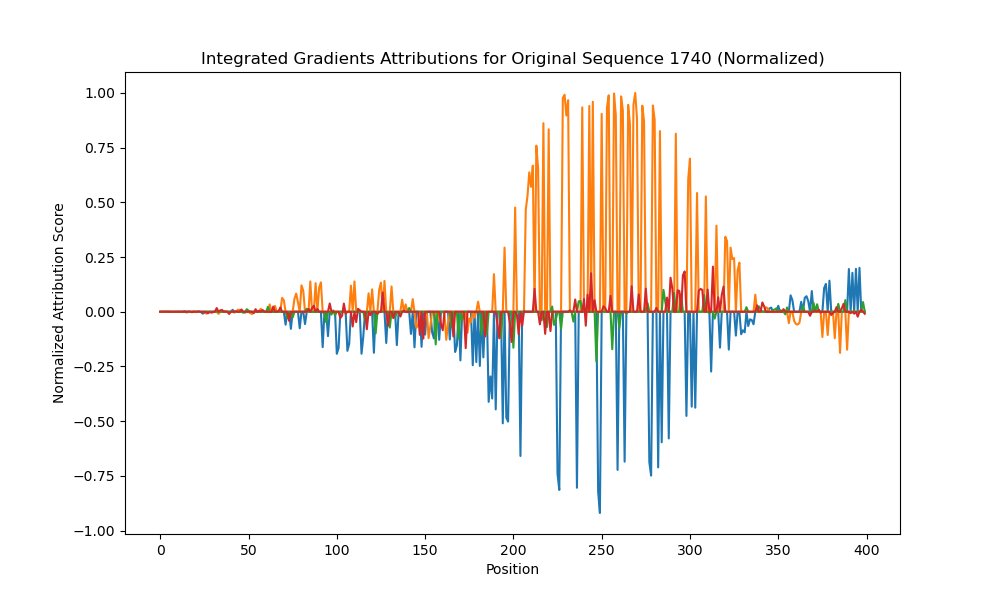 Integrated Gradients Attributions for Original Sequence 1740 (Normalized)
Normalized Attribution Score
1.00
0.75
0.50
0.25
0.00
−0.25
−0.50
−0.75
−1.00
0 50 100 150 200 250 300 350 400
Position